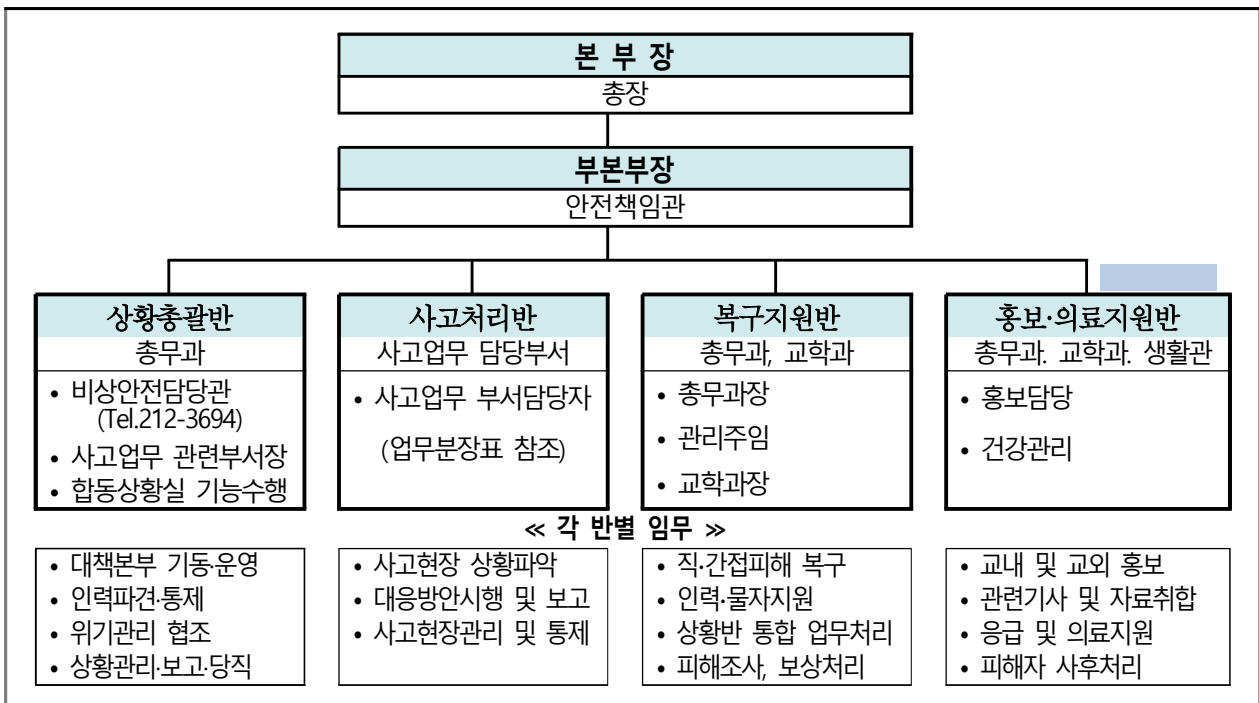 본 부 장
총장
부본부장
안전책임관
상황총괄반
총무과
• 비상안전담당관
(Tel.212-3694)
• 사고업무 관련부서장
• 합동상황실 기능수행
사고처리반
사고업무 담당부서
• 사고업무 부서담당자
(업무분장표 참조)
복구지원반
총무과, 교학과
• 총무과장
• 관리주임
• 교학과장
홍보·의료지원반
총무과. 교학과. 생활관
• 홍보담당
• 건강관리
≪ 각 반별 임무 ≫
• 대책본부 기동·운영
• 인력파견·통제
• 위기관리 협조
• 상황관리·보고·당직
• 사고현장 상황파악
• 대응방안시행 및 보고
• 사고현장관리 및 통제
• 직·간접피해 복구
• 인력·물자지원
• 상황반 통합 업무처리
• 피해조사, 보상처리
• 교내 및 교외 홍보
• 관련기사 및 자료취합
• 응급 및 의료지원
• 피해자 사후처리